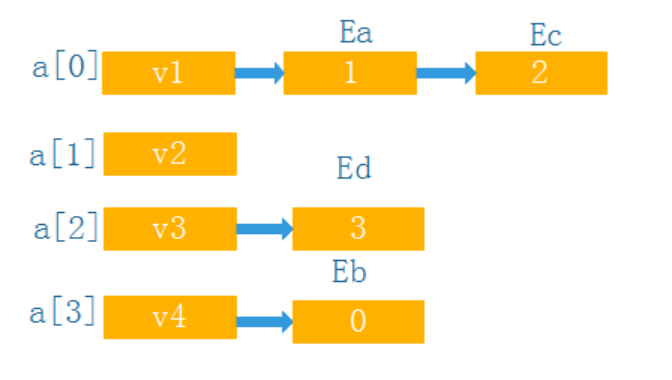 Ea Ec
a[0] v1 1 2
a[1] v2
Ed
a[2] v3 3
Eb
a[3] v4 0